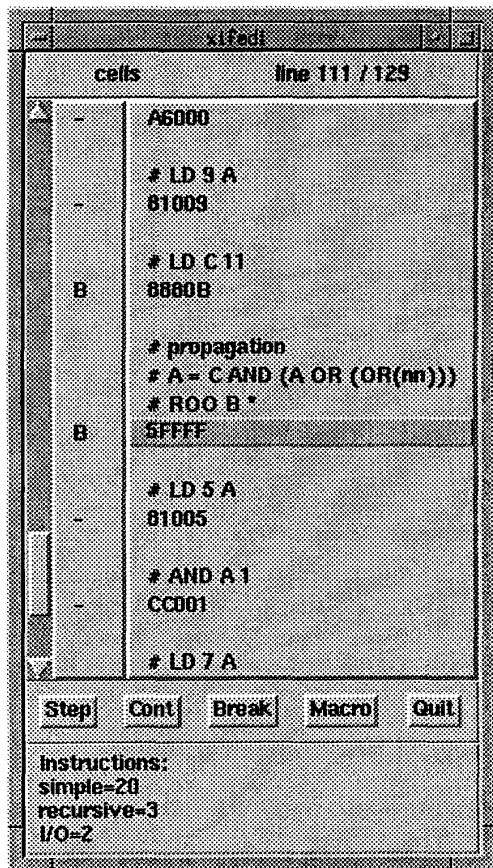 xifedi
cells line 111 / 129
- A6000
# LD 9 A
- 81009
# LD C 11
B 8880B
# propagation
# A = C AND (A OR (OR(nn)))
# ROO B *
B 5FFFF
# LD 5 A
- 81005
# AND A 1
- CC001
# LD 7 A
Step Cont Break Macro Quit
Instructions:
simple=20
recursive=3
I/O=2